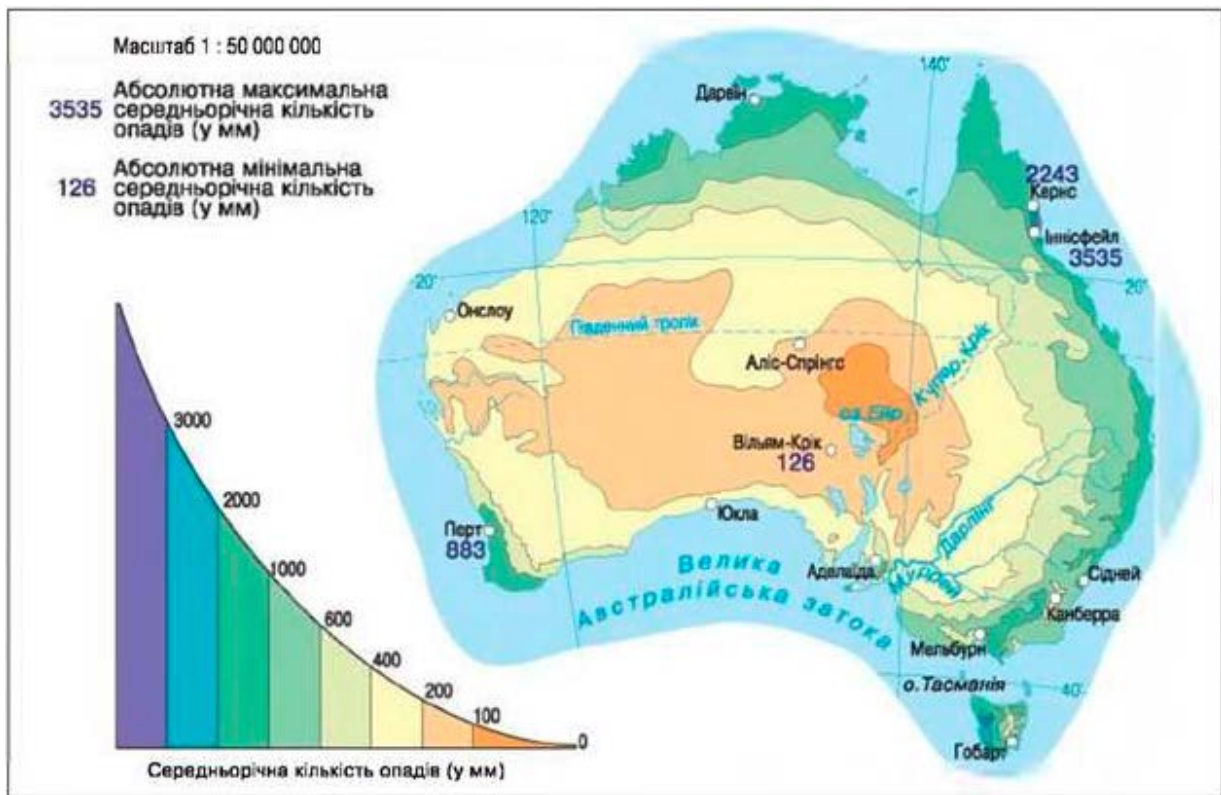 Масштаб 1 : 50 000 000
3535 Абсолютна максимальна
середньорічна кількість
опадів (у мм)
126 Абсолютна мінімальна
середньорічна кількість
опадів (у мм)
140°
Дарвін
2243
Кернс
Іннісфейл
3535
120°
20°
20°
Онслоу
Південний тропік
Аліс-Спрінгс
Купер-Крік
оз. Ейр
Вільям-Крік
126
Юкла
Перт
883
Дарлінг
Аделаїда
Муррей
Сідней
Канберра
Мельбурн
Велика
Австралійська затока
о.Тасманія
40°
Гобарт
3000
2000
1000
600
400
200
100
0
Середньорічна кількість опадів (у мм)